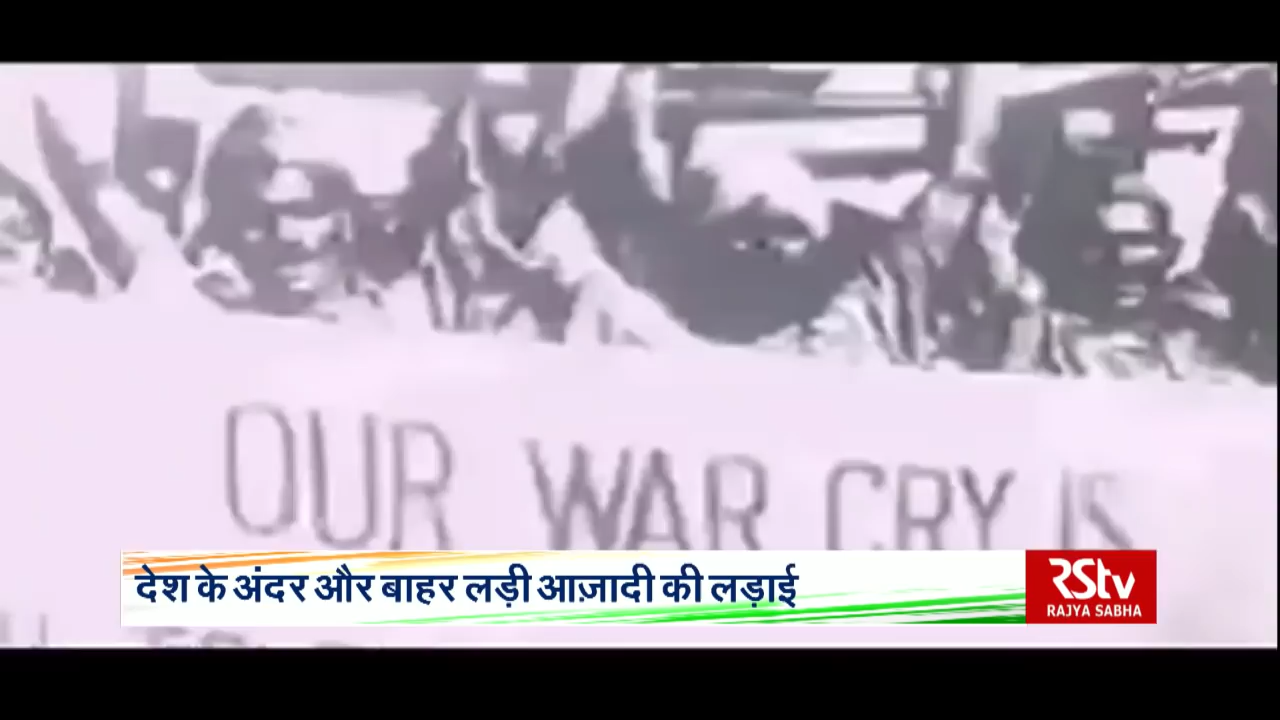 OUR WAR CRY IS
देश के अंदर और बाहर लड़ी आज़ादी की लड़ाई
RStv
RAJYA SABHA